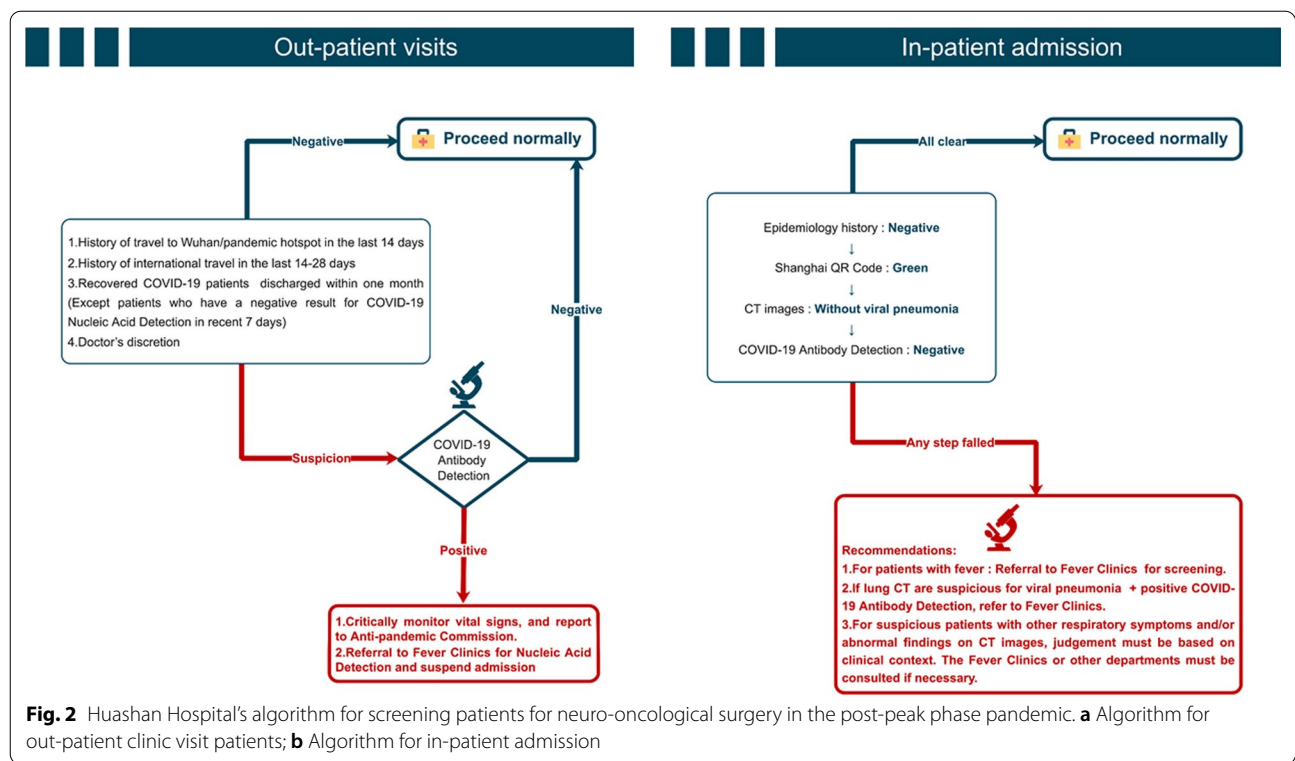 Out-patient visits
Negative
Proceed normally
1.History of travel to Wuhan/pandemic hotspot in the last 14 days
2.History of international travel in the last 14-28 days
3.Recovered COVID-19 patients discharged within one month
(Except patients who have a negative result for COVID-19
Nucleic Acid Detection in recent 7 days)
4.Doctor's discretion
Negative
Suspicion
COVID-19
Antibody
Detection
Positive
1.Critically monitor vital signs, and report
to Anti-pandemic Commission.
2.Referral to Fever Clinics for Nucleic Acid
Detection and suspend admission
In-patient admission
All clear
Proceed normally
Epidemiology history : Negative
↓
Shanghai QR Code : Green
↓
CT images : Without viral pneumonia
↓
COVID-19 Antibody Detection : Negative
Any step falled
Recommendations:
1.For patients with fever : Referral to Fever Clinics for screening.
2.If lung CT are suspicious for viral pneumonia + positive COVID-
19 Antibody Detection, refer to Fever Clinics.
3.For suspicious patients with other respiratory symptoms and/or
abnormal findings on CT images, judgement must be based on
clinical context. The Fever Clinics or other departments must be
consulted if necessary.
Fig. 2 Huashan Hospital's algorithm for screening patients for neuro-oncological surgery in the post-peak phase pandemic. a Algorithm for
out-patient clinic visit patients; b Algorithm for in-patient admission